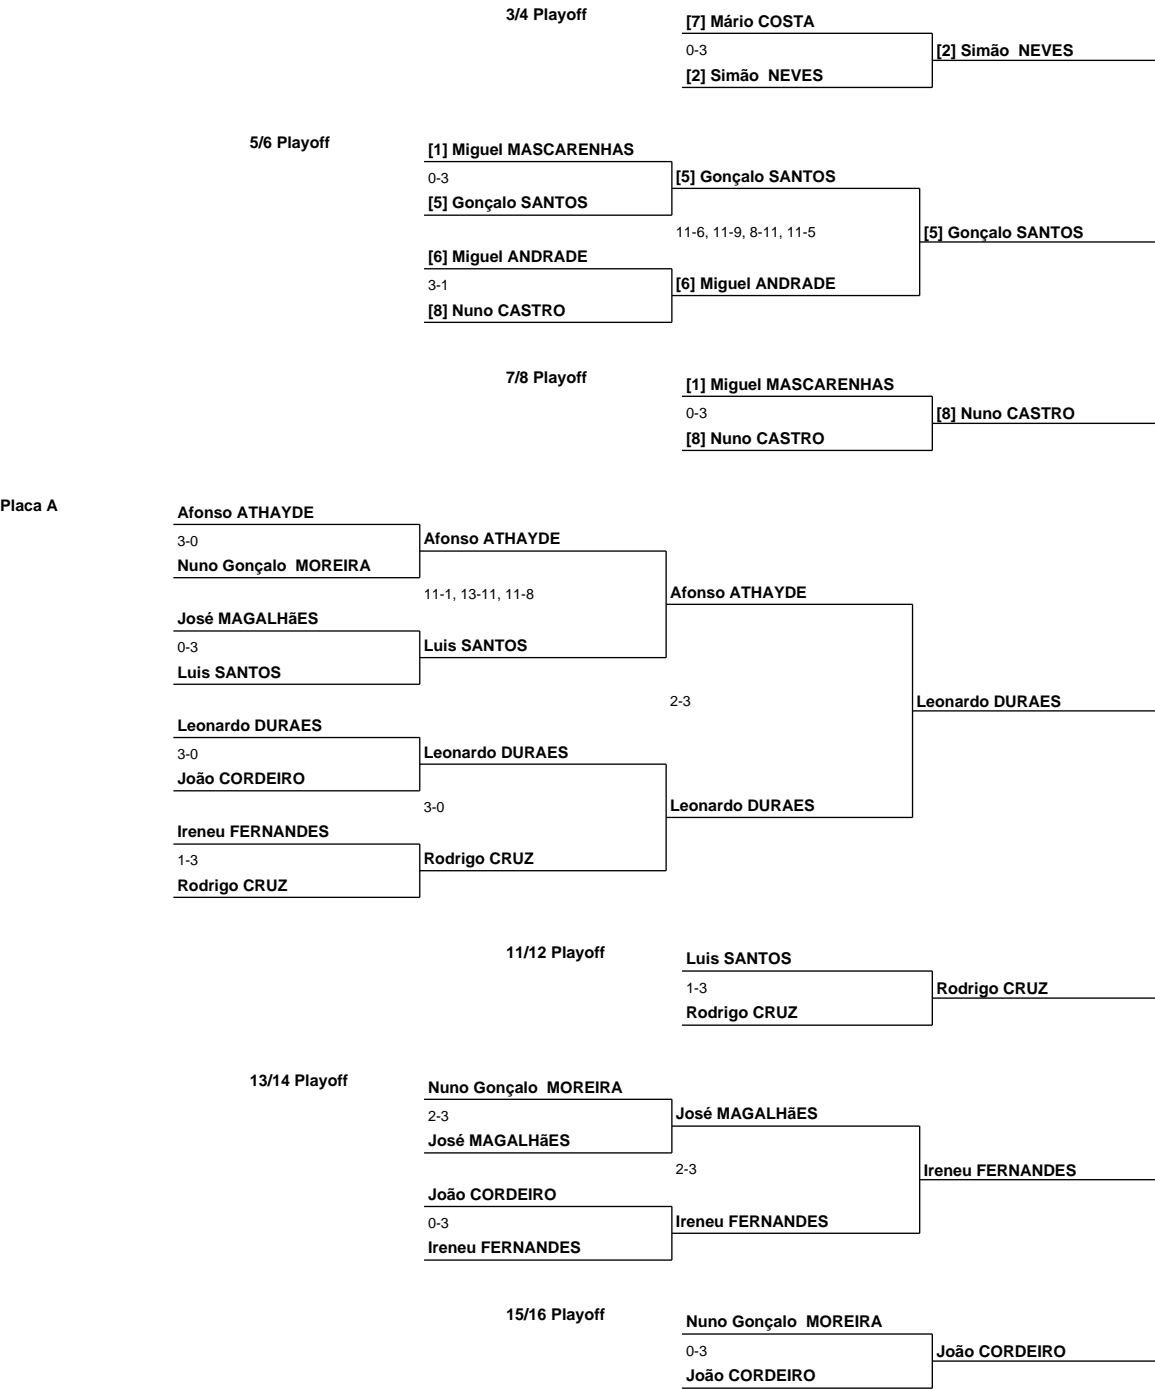 3/4 Playoff
[7] Mário COSTA
0-3
[2] Simão  NEVES
[2] Simão  NEVES
5/6 Playoff
[1] Miguel MASCARENHAS
0-3
[5] Gonçalo SANTOS
[5] Gonçalo SANTOS
11-6, 11-9, 8-11, 11-5
[5] Gonçalo SANTOS
[6] Miguel ANDRADE
3-1
[6] Miguel ANDRADE
[8] Nuno CASTRO
7/8 Playoff
[1] Miguel MASCARENHAS
0-3
[8] Nuno CASTRO
[8] Nuno CASTRO
Placa A
Afonso ATHAYDE
3-0
Afonso ATHAYDE
Nuno Gonçalo  MOREIRA
11-1, 13-11, 11-8
Afonso ATHAYDE
José MAGALHãES
0-3
Luis SANTOS
Luis SANTOS
2-3
Leonardo DURAES
Leonardo DURAES
3-0
Leonardo DURAES
João CORDEIRO
3-0
Leonardo DURAES
Ireneu FERNANDES
1-3
Rodrigo CRUZ
Rodrigo CRUZ
11/12 Playoff
Luis SANTOS
1-3
Rodrigo CRUZ
Rodrigo CRUZ
13/14 Playoff
Nuno Gonçalo  MOREIRA
2-3
José MAGALHãES
José MAGALHãES
2-3
Ireneu FERNANDES
João CORDEIRO
0-3
Ireneu FERNANDES
Ireneu FERNANDES
15/16 Playoff
Nuno Gonçalo  MOREIRA
0-3
João CORDEIRO
João CORDEIRO